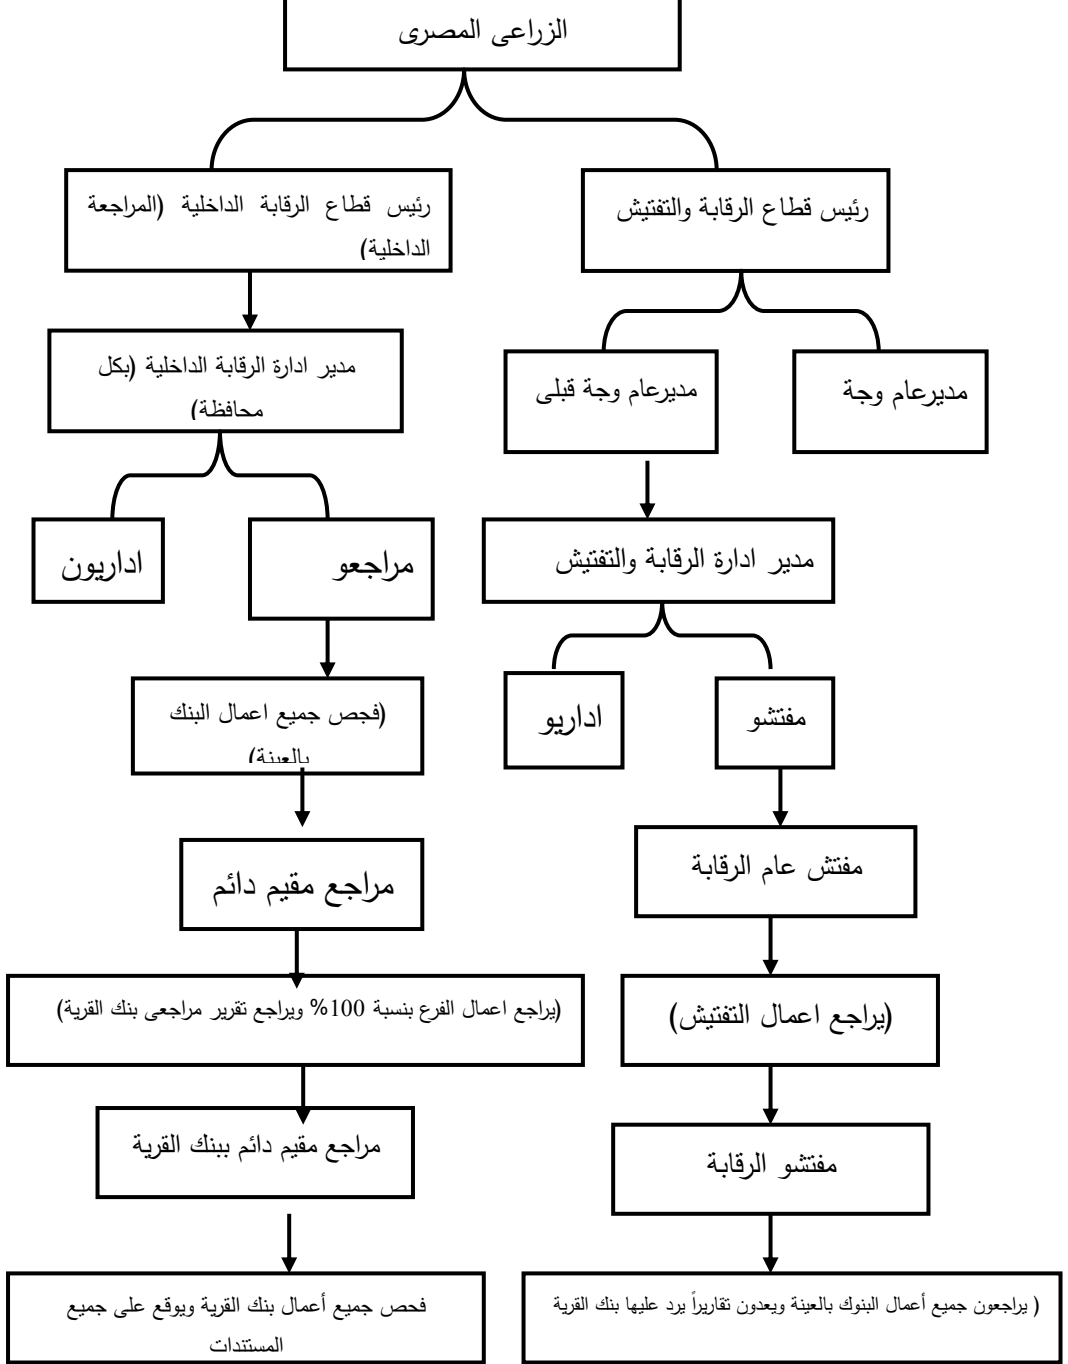 الزراعى المصرى
رئيس قطاع الرقابة والتفتيش
رئيس قطاع الرقابة الداخلية (المراجعة
الداخلية)
مديرعام وجة
مديرعام وجة قبلى
مدير ادارة الرقابة الداخلية (بكل
محافظة)
مدير ادارة الرقابة والتفتيش
مراجعو
اداريون
مفتشو
اداريو
(فجص جميع اعمال البنك
بالعينة)
مفتش عام الرقابة
مراجع مقيم دائم
(يراجع اعمال التفتيش)
(يراجع اعمال الفرع بنسبة 100% ويراجع تقرير مراجعى بنك القرية)
مفتشو الرقابة
مراجع مقيم دائم ببنك القرية
( يراجعون جميع أعمال البنوك بالعينة ويعدون تقاريراً يرد عليها بنك القرية
فحص جميع أعمال بنك القرية ويوقع على جميع
المستندات